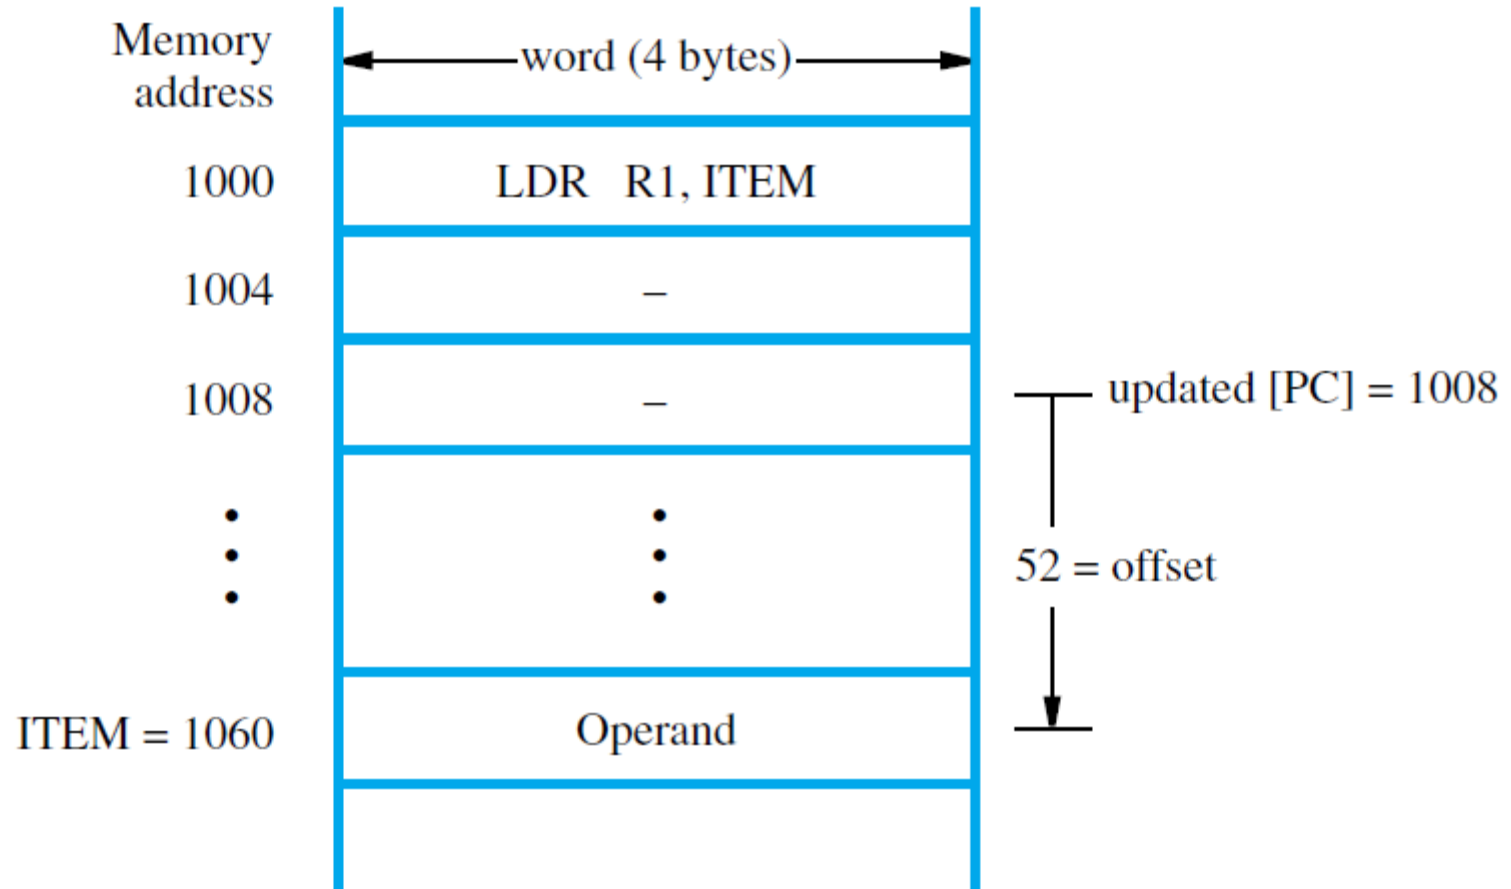 Memory
address
word (4 bytes)
1000
LDR R1, ITEM
1004
–
1008
–
updated [PC] = 1008
52 = offset
ITEM = 1060
Operand